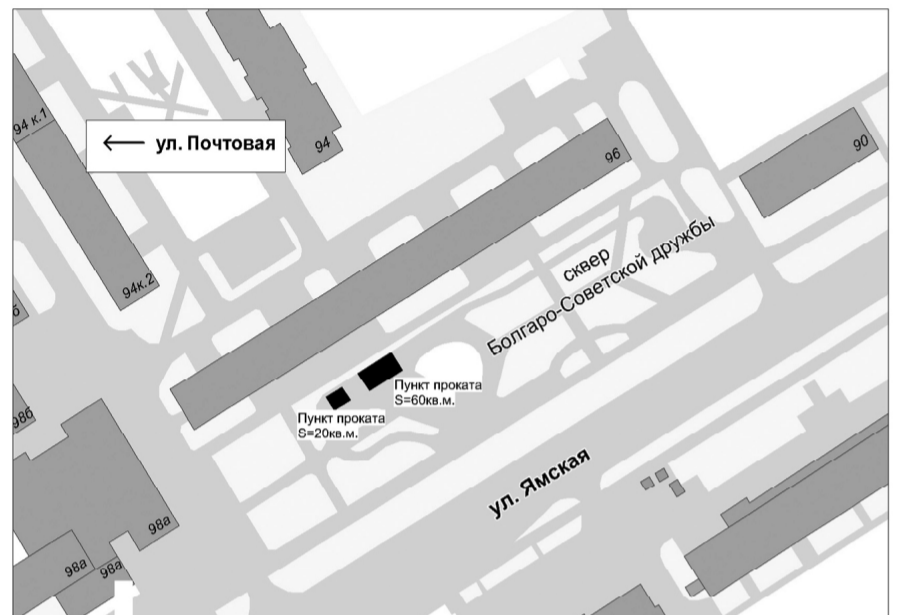 94 к.1
← ул. Почтовая
94
96
90
94к.2
сквер
Болгаро-Советской дружбы
Пункт проката
S=60кв.м.
Пункт проката
S=20кв.м.
98б
ул. Ямская
98а
98а
98а